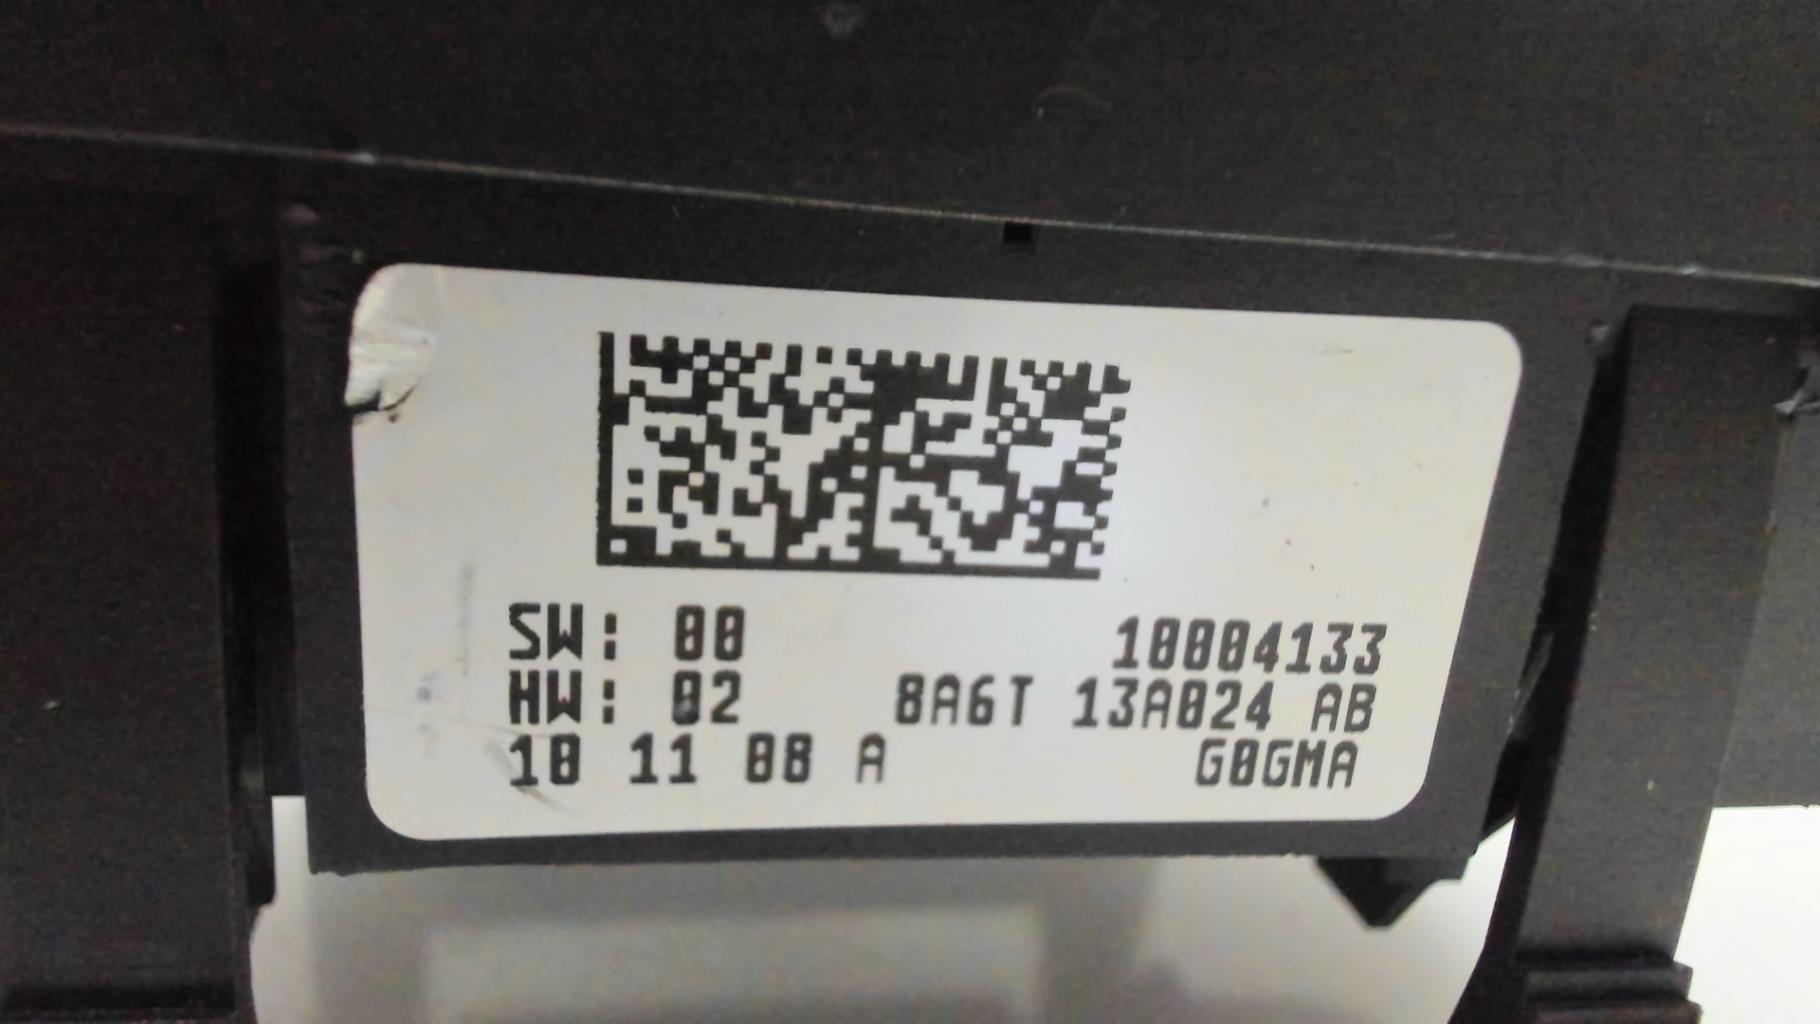 SW: 00 10004133
HW: 02 8A6T 13A024 AB
10 11 08 A G0GMA